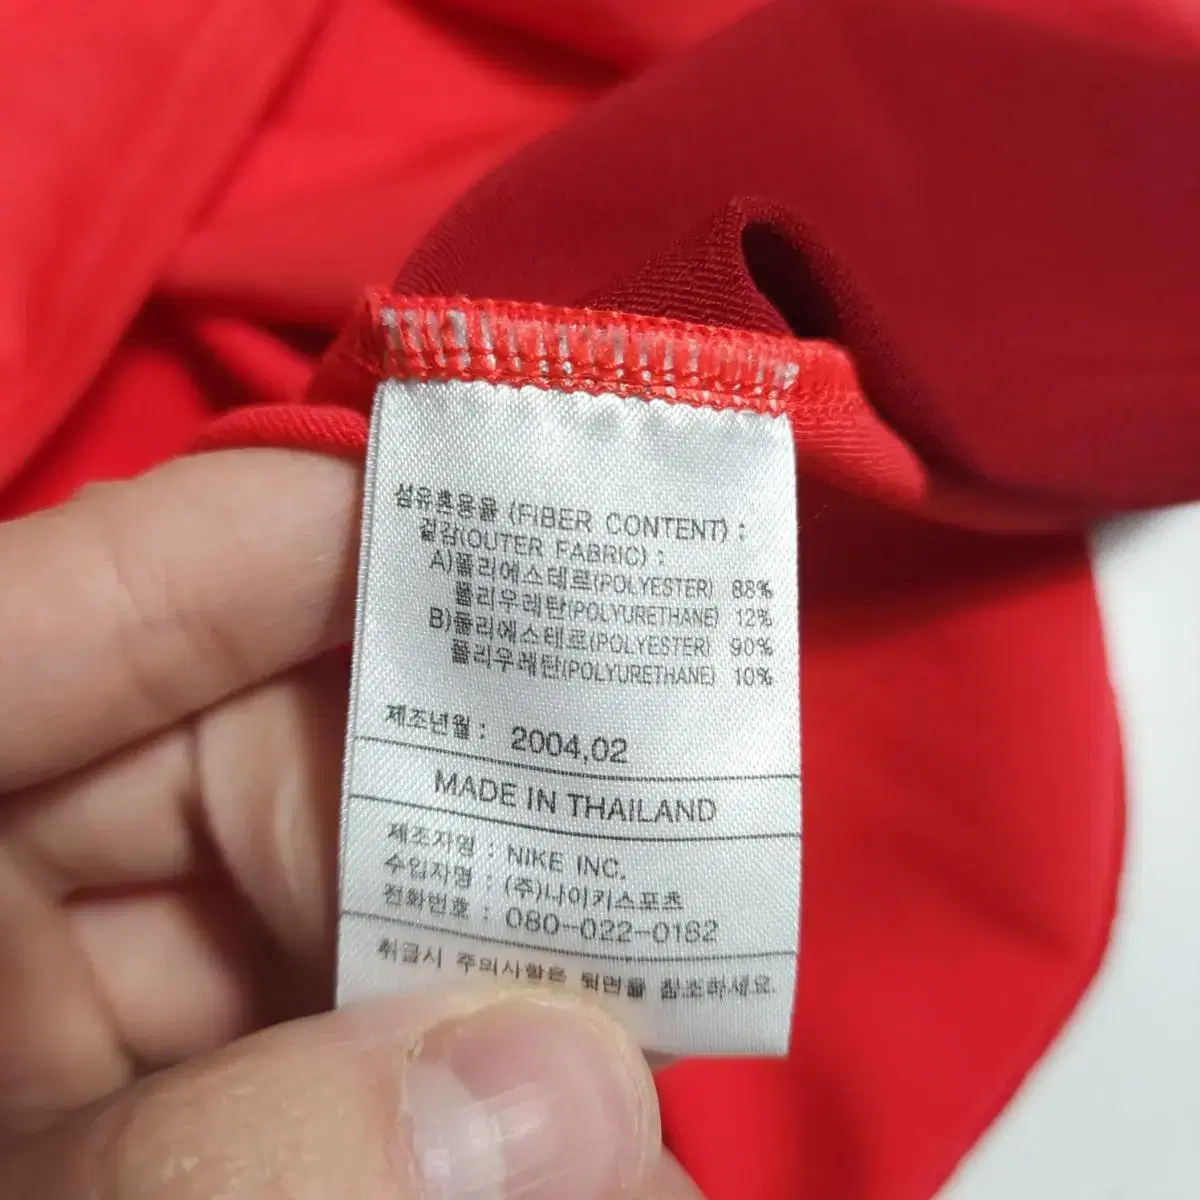 섬유혼용율 (FIBER CONTENT) :
겉감(OUTER FABRIC) :
A)폴리에스테르(POLYESTER) 88%
폴리우레탄(POLYURETHANE) 12%
B)폴리에스테르(POLYESTER) 90%
폴리우레탄(POLYURETHANE) 10%
제조년월 : 2004,02
MADE IN THAILAND
제조자명 : NIKE INC.
수입자명 : (주)나이키스포츠
전화번호 : 080-022-0182
취급시 주의사항은 뒷면을 참조하세요.